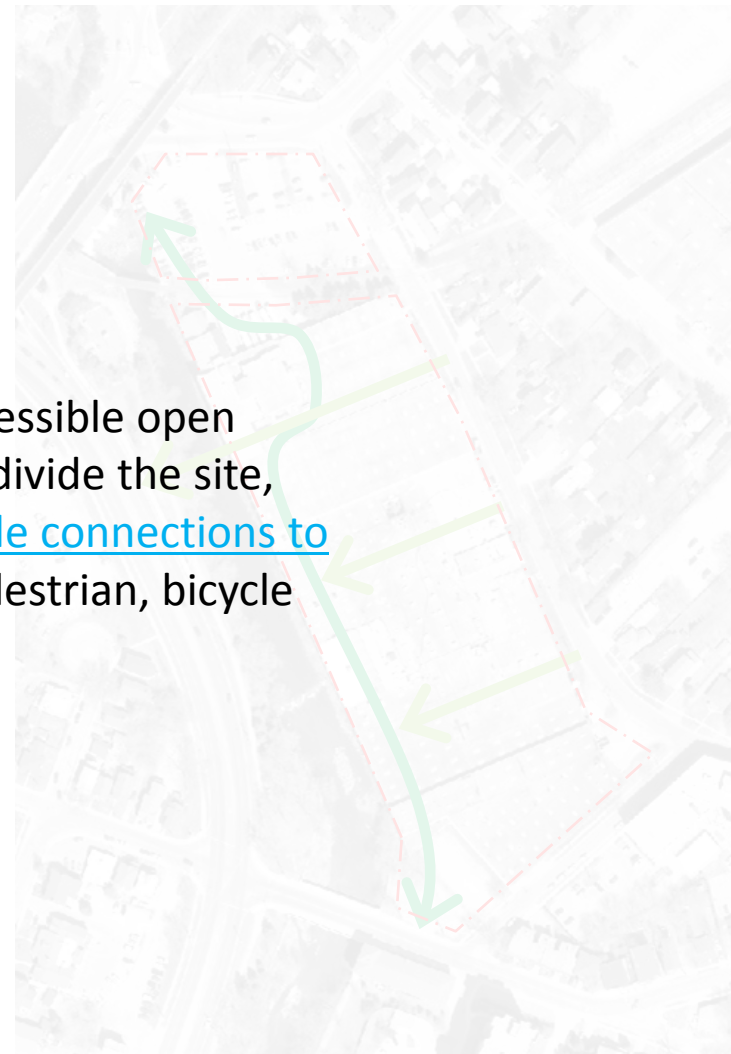 essible open
divide the site,
le connections to
lestrian, bicycle